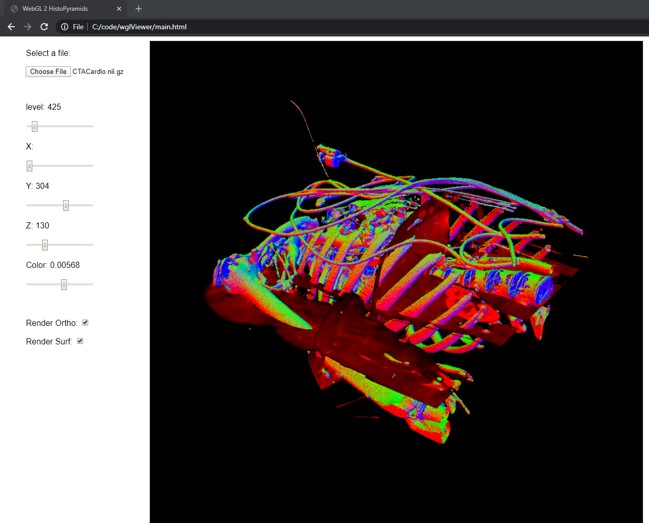 WebGL 2 HistoPyramids
File | C:/code/wglViewer/main.html
Select a file:
Choose File CTACardio.nii.gz
level: 425
X:
Y: 304
Z: 130
Color: 0.00568
Render Ortho:
Render Surf: